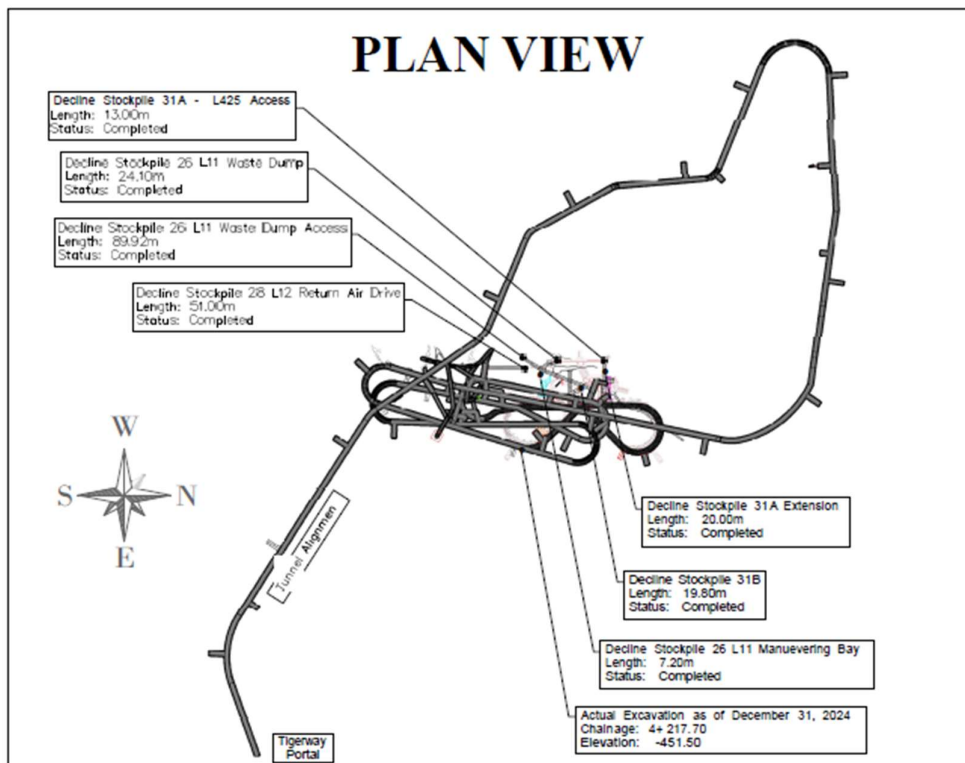 PLAN VIEW
Decline Stockpile 31A - L425 Access
Length: 13.00m
Status: Completed
Decline Stockpile 26 L11 Waste Dump
Length: 24.10m
Status: Completed
Decline Stockpile 26 L11 Waste Dump Access
Length: 89.92m
Status: Completed
Decline Stockpile 28 L12 Return Air Drive
Length: 51.00m
Status: Completed
W
S
N
E
Tunnel Alignmen
Decline Stockpile 31A Extension
Length: 20.00m
Status: Completed
Decline Stockpile 31B
Length: 19.80m
Status: Completed
Decline Stockpile 26 L11 Manuevering Bay
Length: 7.20m
Status: Completed
Actual Excavation as of December 31, 2024
Chainage: 4+ 217.70
Elevation: -451.50
Tigerway
Portal